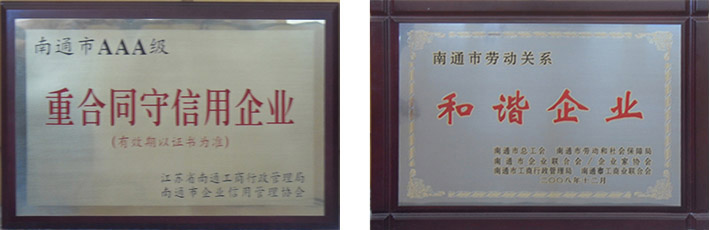 南通市AAA级
重合同守信用企业
(有效期以证书为准)
江苏省南通工商行政管理局
南通市企业信用管理协会
南通市劳动关系
和谐企业
南通市总工会 南通市劳动和社会保障局
南通市企业联合会/企业家协会
南通市工商行政管理局 南通市工商业联合会
二〇〇八年十二月